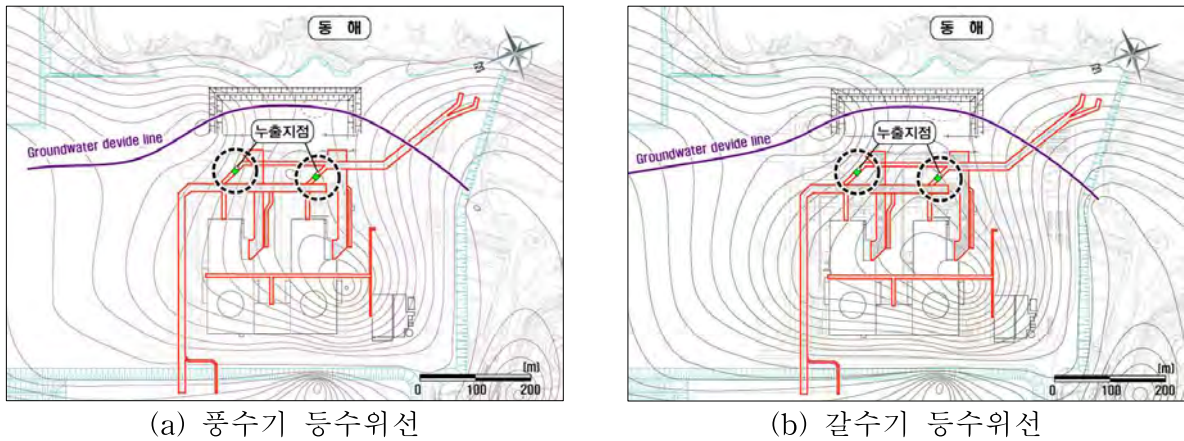 동 해
N
누출지점
Groundwater devide line
[m]
0 100 200
(a) 풍수기 등수위선
동 해
N
누출지점
Groundwater devide line
[m]
0 100 200
(b) 갈수기 등수위선